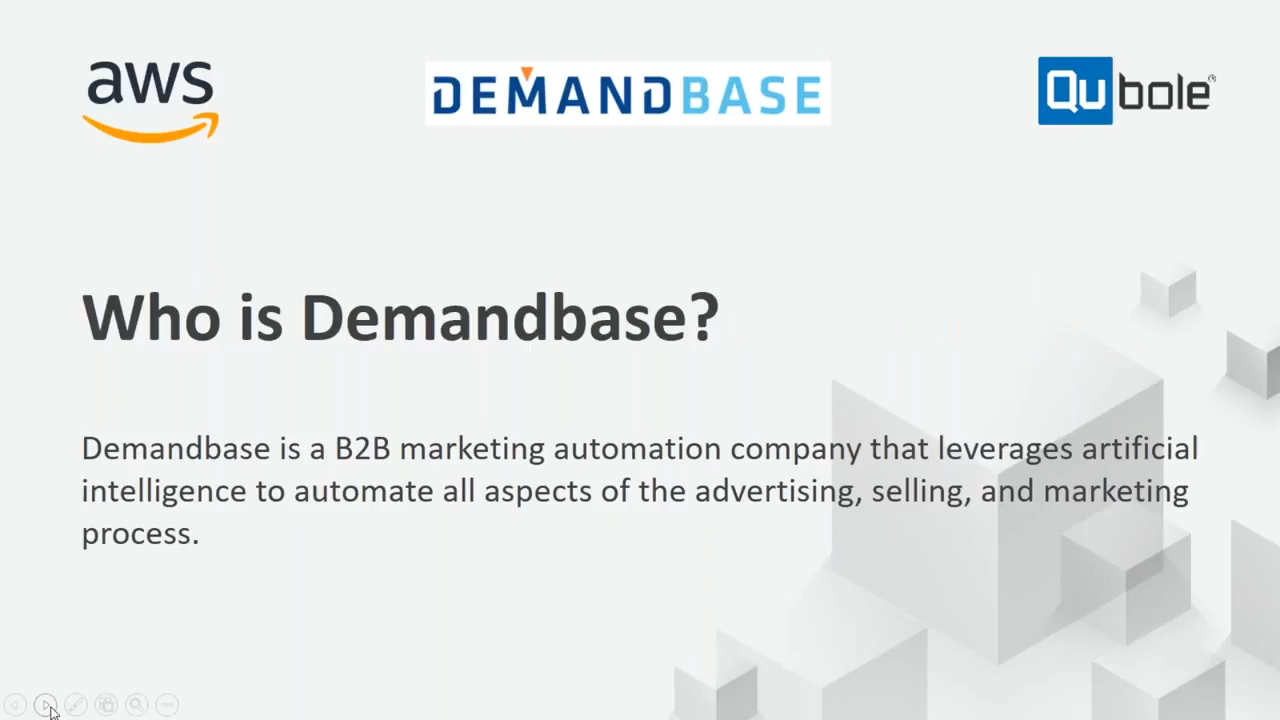 aws
DEMANDBASE
Qubole
Who is Demandbase?
Demandbase is a B2B marketing automation company that leverages artificial
intelligence to automate all aspects of the advertising, selling, and marketing
process.